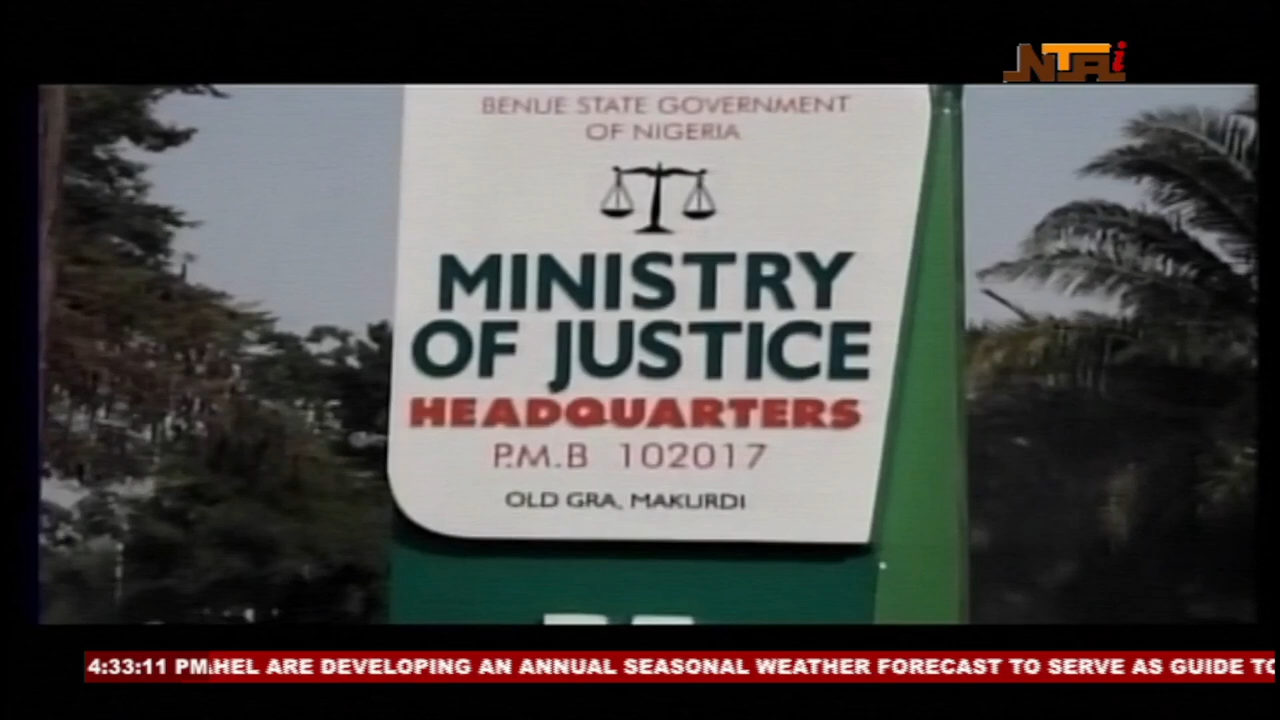 NTAi
BENUE STATE GOVERNMENT
OF NIGERIA
MINISTRY
OF JUSTICE
HEADQUARTERS
P.M.B 102017
OLD GRA, MAKURDI
4:33:11 PM HEL ARE DEVELOPING AN ANNUAL SEASONAL WEATHER FORECAST TO SERVE AS GUIDE TO